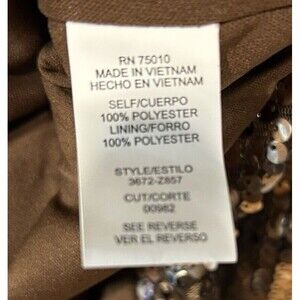 RN 75010
MADE IN VIETNAM
HECHO EN VIETNAM
SELF/CUERPO
100% POLYESTER
LINING/FORRO
100% POLYESTER
STYLE/ESTILO
3672-Z857
CUT/CORTE
00982
SEE REVERSE
VER EL REVERSO